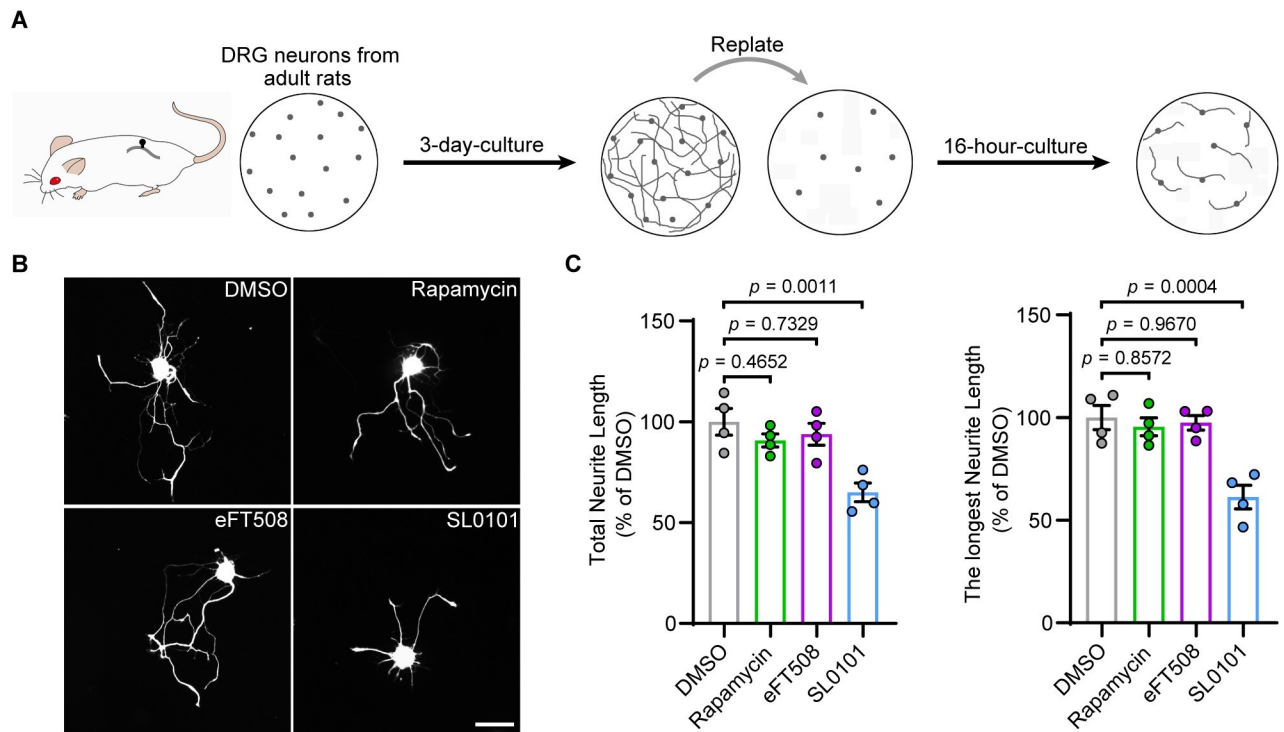 A
DRG neurons from
adult rats
3-day-culture
Replate
16-hour-culture
B
DMSO
Rapamycin
eFT508
SL0101
C
p = 0.0011
p = 0.7329
p = 0.4652
150
100
50
0
Total Neurite Length
(% of DMSO)
DMSO
Rapamycin
eFT508
SL0101
p = 0.0004
p = 0.9670
p = 0.8572
150
100
50
0
The longest Neurite Length
(% of DMSO)
DMSO
Rapamycin
eFT508
SL0101